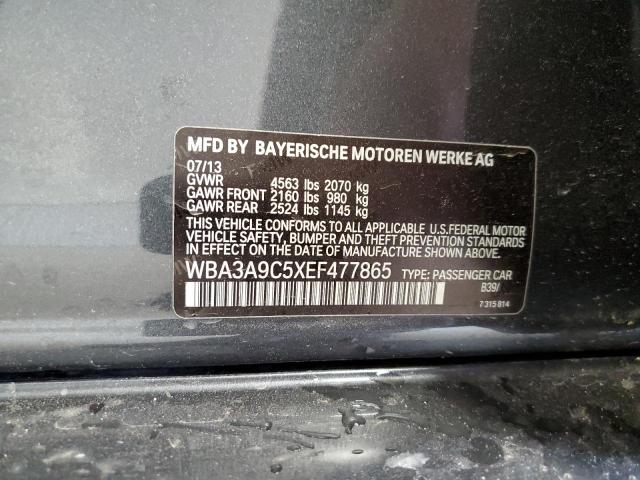 MFD BY BAYERISCHE MOTOREN WERKE AG
07/13
GVWR 4563 lbs 2070 kg
GAWR FRONT 2160 lbs 980 kg
GAWR REAR 2524 lbs 1145 kg
THIS VEHICLE CONFORMS TO ALL APPLICABLE U.S.FEDERAL MOTOR
VEHICLE SAFETY, BUMPER AND THEFT PREVENTION STANDARDS
IN EFFECT ON THE DATE OF MANUFACTURE SHOWN ABOVE.
WBA3A9C5XEF477865 TYPE: PASSENGER CAR
B39/
7 315 814